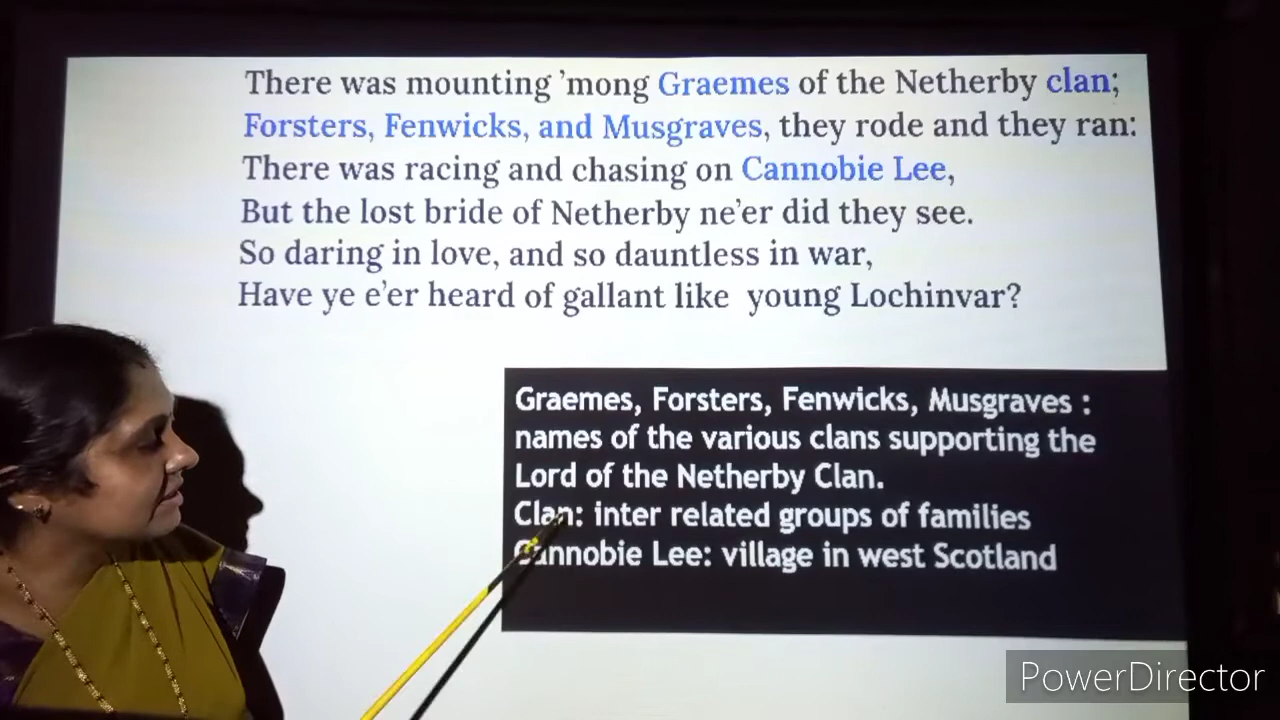 There was mounting ’mong Graemes of the Netherby clan;
Forsters, Fenwicks, and Musgraves, they rode and they ran:
There was racing and chasing on Cannobie Lee,
But the lost bride of Netherby ne’er did they see.
So daring in love, and so dauntless in war,
Have ye e’er heard of gallant like young Lochinvar?
Graemes, Forsters, Fenwicks, Musgraves :
names of the various clans supporting the
Lord of the Netherby Clan.
Clan: inter related groups of families
Cannobie Lee: village in west Scotland
PowerDirector